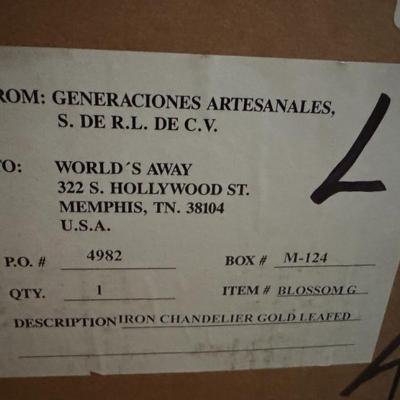 ROM: GENERACIONES ARTESANALES,
S. DE R.L. DE C.V.
TO: WORLD´S AWAY
322 S. HOLLYWOOD ST.
MEMPHIS, TN. 38104
U.S.A.
P.O. # 4982 BOX # M-124
QTY. 1 ITEM # BLOSSOM G
DESCRIPTION IRON CHANDELIER GOLD LEAFED
L